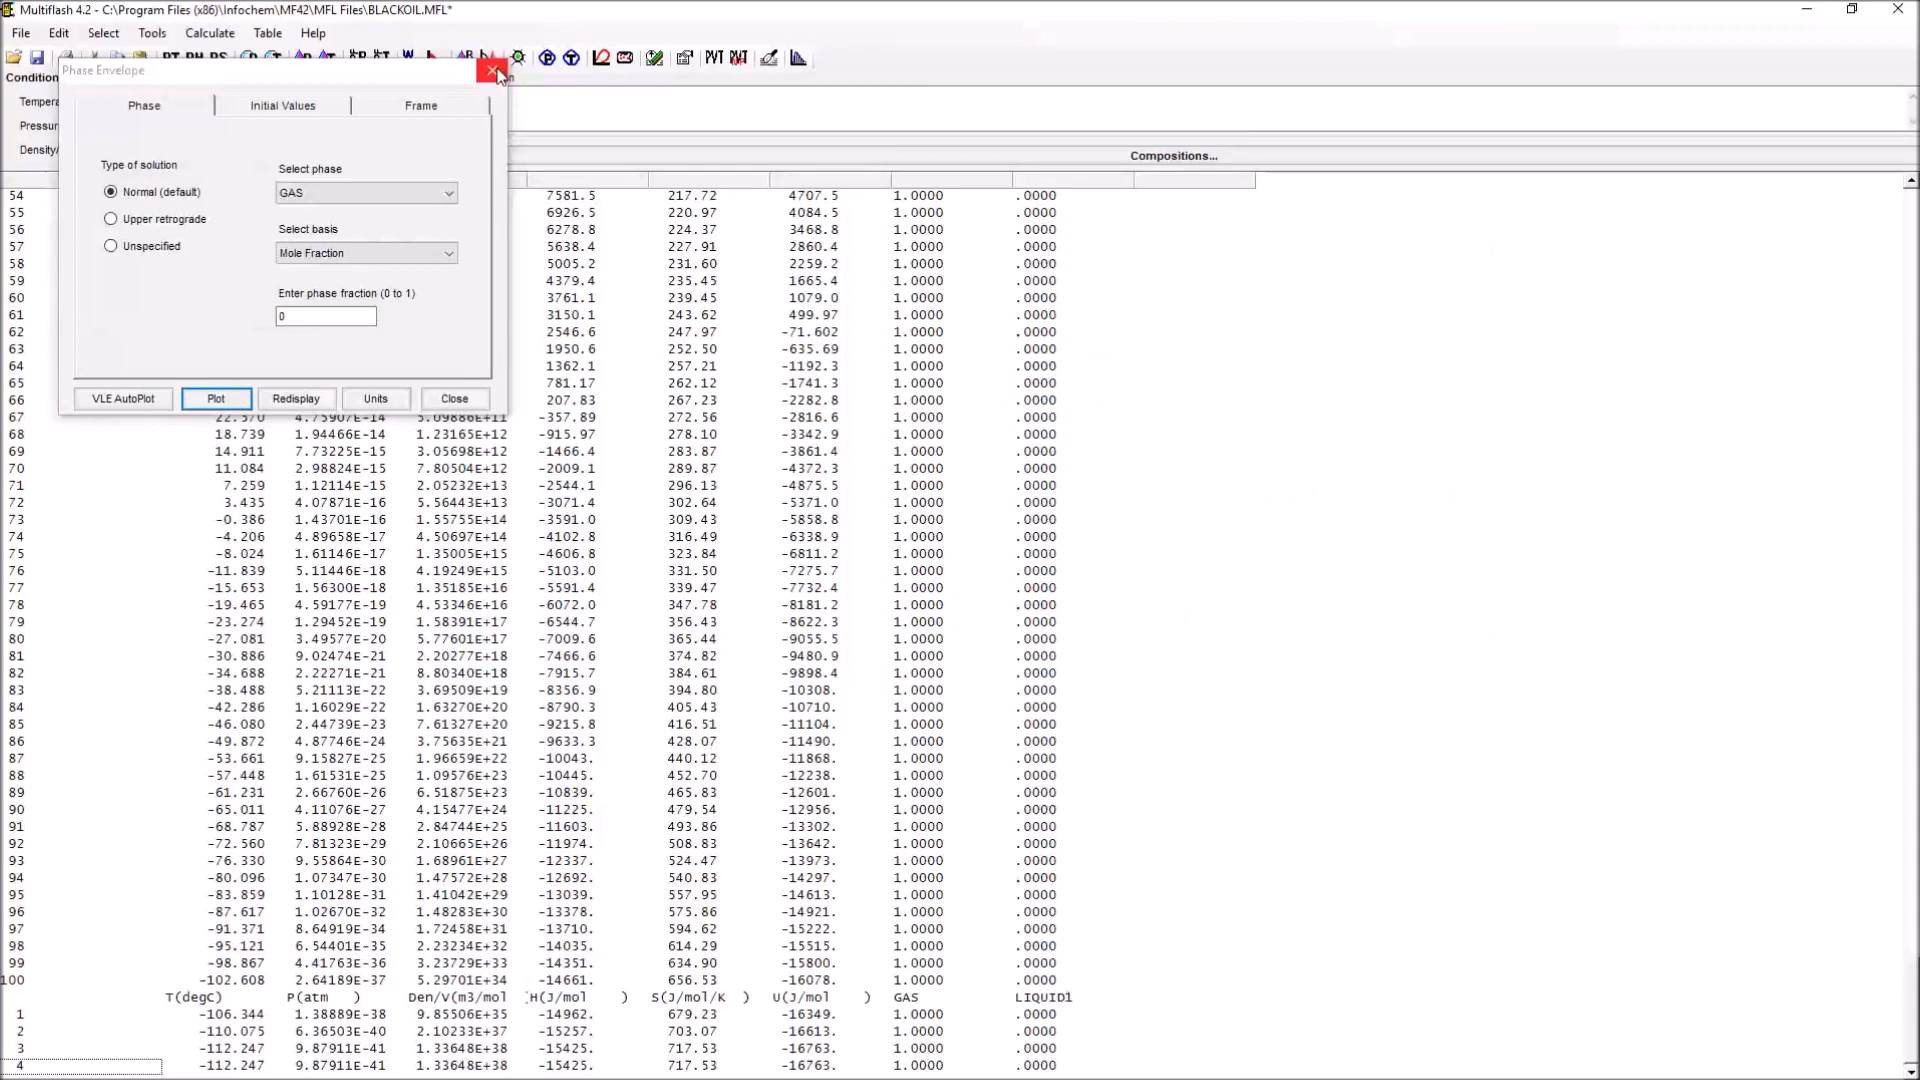 Multiflash 4.2 - C:\Program Files (x86)\Infochem\MF42\MFL Files\BLACKOIL.MFL*
File Edit Select Tools Calculate Table Help
PVT
Phase Envelope
Phase Initial Values Frame
Type of solution
Normal (default)
Upper retrograde
Unspecified
Select phase
GAS
Select basis
Mole Fraction
Enter phase fraction (0 to 1)
0
VLE AutoPlot Plot Redisplay Units Close
Compositions...
54 7581.5 217.72 4707.5 1.0000 .0000
55 6926.5 220.97 4084.5 1.0000 .0000
56 6278.8 224.37 3468.8 1.0000 .0000
57 5638.4 227.91 2860.4 1.0000 .0000
58 5005.2 231.60 2259.2 1.0000 .0000
59 4379.4 235.45 1665.4 1.0000 .0000
60 3761.1 239.45 1079.0 1.0000 .0000
61 3150.1 243.62 499.97 1.0000 .0000
62 2546.6 247.97 -71.602 1.0000 .0000
63 1950.6 252.50 -635.69 1.0000 .0000
64 1362.1 257.21 -1192.3 1.0000 .0000
65 781.17 262.12 -1741.3 1.0000 .0000
66 207.83 267.23 -2282.8 1.0000 .0000
67 22.570 4.75907E-14 5.09886E+11 -357.89 272.56 -2816.6 1.0000 .0000
68 18.739 1.94466E-14 1.23165E+12 -915.97 278.10 -3342.9 1.0000 .0000
69 14.911 7.73225E-15 3.05698E+12 -1466.4 283.87 -3861.4 1.0000 .0000
70 11.084 2.98824E-15 7.80504E+12 -2009.1 289.87 -4372.3 1.0000 .0000
71 7.259 1.12114E-15 2.05232E+13 -2544.1 296.13 -4875.5 1.0000 .0000
72 3.435 4.07871E-16 5.56443E+13 -3071.4 302.64 -5371.0 1.0000 .0000
73 -0.386 1.43701E-16 1.55755E+14 -3591.0 309.43 -5858.8 1.0000 .0000
74 -4.206 4.89658E-17 4.50697E+14 -4102.8 316.49 -6338.9 1.0000 .0000
75 -8.024 1.61146E-17 1.35005E+15 -4606.8 323.84 -6811.2 1.0000 .0000
76 -11.839 5.11446E-18 4.19249E+15 -5103.0 331.50 -7275.7 1.0000 .0000
77 -15.653 1.56300E-18 1.35185E+16 -5591.4 339.47 -7732.4 1.0000 .0000
78 -19.465 4.59177E-19 4.53346E+16 -6072.0 347.78 -8181.2 1.0000 .0000
79 -23.274 1.29452E-19 1.58391E+17 -6544.7 356.43 -8622.3 1.0000 .0000
80 -27.081 3.49577E-20 5.77601E+17 -7009.6 365.44 -9055.5 1.0000 .0000
81 -30.886 9.02474E-21 2.20277E+18 -7466.6 374.82 -9480.9 1.0000 .0000
82 -34.688 2.22271E-21 8.80340E+18 -7915.7 384.61 -9898.4 1.0000 .0000
83 -38.488 5.21113E-22 3.69509E+19 -8356.9 394.80 -10308. 1.0000 .0000
84 -42.286 1.16029E-22 1.63270E+20 -8790.3 405.43 -10710. 1.0000 .0000
85 -46.080 2.44739E-23 7.61327E+20 -9215.8 416.51 -11104. 1.0000 .0000
86 -49.872 4.87746E-24 3.75635E+21 -9633.3 428.07 -11490. 1.0000 .0000
87 -53.661 9.15827E-25 1.96659E+22 -10043. 440.12 -11868. 1.0000 .0000
88 -57.448 1.61531E-25 1.09576E+23 -10445. 452.70 -12238. 1.0000 .0000
89 -61.231 2.66760E-26 6.51875E+23 -10839. 465.83 -12601. 1.0000 .0000
90 -65.011 4.11076E-27 4.15477E+24 -11225. 479.54 -12956. 1.0000 .0000
91 -68.787 5.88928E-28 2.84744E+25 -11603. 493.86 -13302. 1.0000 .0000
92 -72.560 7.81323E-29 2.10665E+26 -11974. 508.83 -13642. 1.0000 .0000
93 -76.330 9.55864E-30 1.68961E+27 -12337. 524.47 -13973. 1.0000 .0000
94 -80.096 1.07347E-30 1.47572E+28 -12692. 540.83 -14297. 1.0000 .0000
95 -83.859 1.10128E-31 1.41042E+29 -13039. 557.95 -14613. 1.0000 .0000
96 -87.617 1.02670E-32 1.48283E+30 -13378. 575.86 -14921. 1.0000 .0000
97 -91.371 8.64919E-34 1.72458E+31 -13710. 594.62 -15222. 1.0000 .0000
98 -95.121 6.54401E-35 2.23234E+32 -14035. 614.29 -15515. 1.0000 .0000
99 -98.867 4.41763E-36 3.23729E+33 -14351. 634.90 -15800. 1.0000 .0000
100 -102.608 2.64189E-37 5.29701E+34 -14661. 656.53 -16078. 1.0000 .0000
T(degC) P(atm ) Den/V(m3/mol H(J/mol ) S(J/mol/K ) U(J/mol ) GAS LIQUID1
1 -106.344 1.38889E-38 9.85506E+35 -14962. 679.23 -16349. 1.0000 .0000
2 -110.075 6.36503E-40 2.10233E+37 -15257. 703.07 -16613. 1.0000 .0000
3 -112.247 9.87911E-41 1.33648E+38 -15425. 717.53 -16763. 1.0000 .0000
4 -112.247 9.87911E-41 1.33648E+38 -15425. 717.53 -16763. 1.0000 .0000